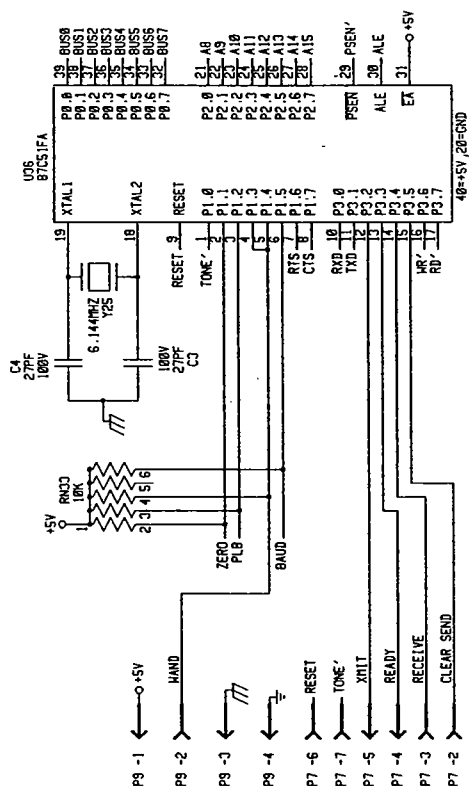 U36
87C51FA
19 XTAL1
18 XTAL2
9 RESET
RESET
TONE' 1 P1.0
2 P1.1
3 P1.2
4 P1.3
5 P1.4
6 P1.5
RTS 7 P1.6
CTS 8 P1.7
RXD 10 P3.0
TXD 11 P3.1
12 P3.2
13 P3.3
14 P3.4
15 P3.5
WR' 16 P3.6
RD' 17 P3.7
P0.0 39 BUS0
P0.1 38 BUS1
P0.2 37 BUS2
P0.3 36 BUS3
P0.4 35 BUS4
P0.5 34 BUS5
P0.6 33 BUS6
P0.7 32 BUS7
P2.0 21 A8
P2.1 22 A9
P2.2 23 A10
P2.3 24 A11
P2.4 25 A12
P2.5 26 A13
P2.6 27 A14
P2.7 28 A15
PSEN 29 PSEN'
ALE 30 ALE
EA 31 +5V
40=+5V,20=GND
C4
27PF
100V
6.144MHZ
Y25
100V
27PF
C3
RN33
10K
+5V
1
2 3 4 5 6
ZERO
PLB
BAUD
P9 -1 +5V
P9 -2 WAND
P9 -3
P9 -4
P7 -6 RESET
P7 -7 TONE'
P7 -5 XMIT
P7 -4 READY
P7 -3 RECEIVE
P7 -2 CLEAR SEND